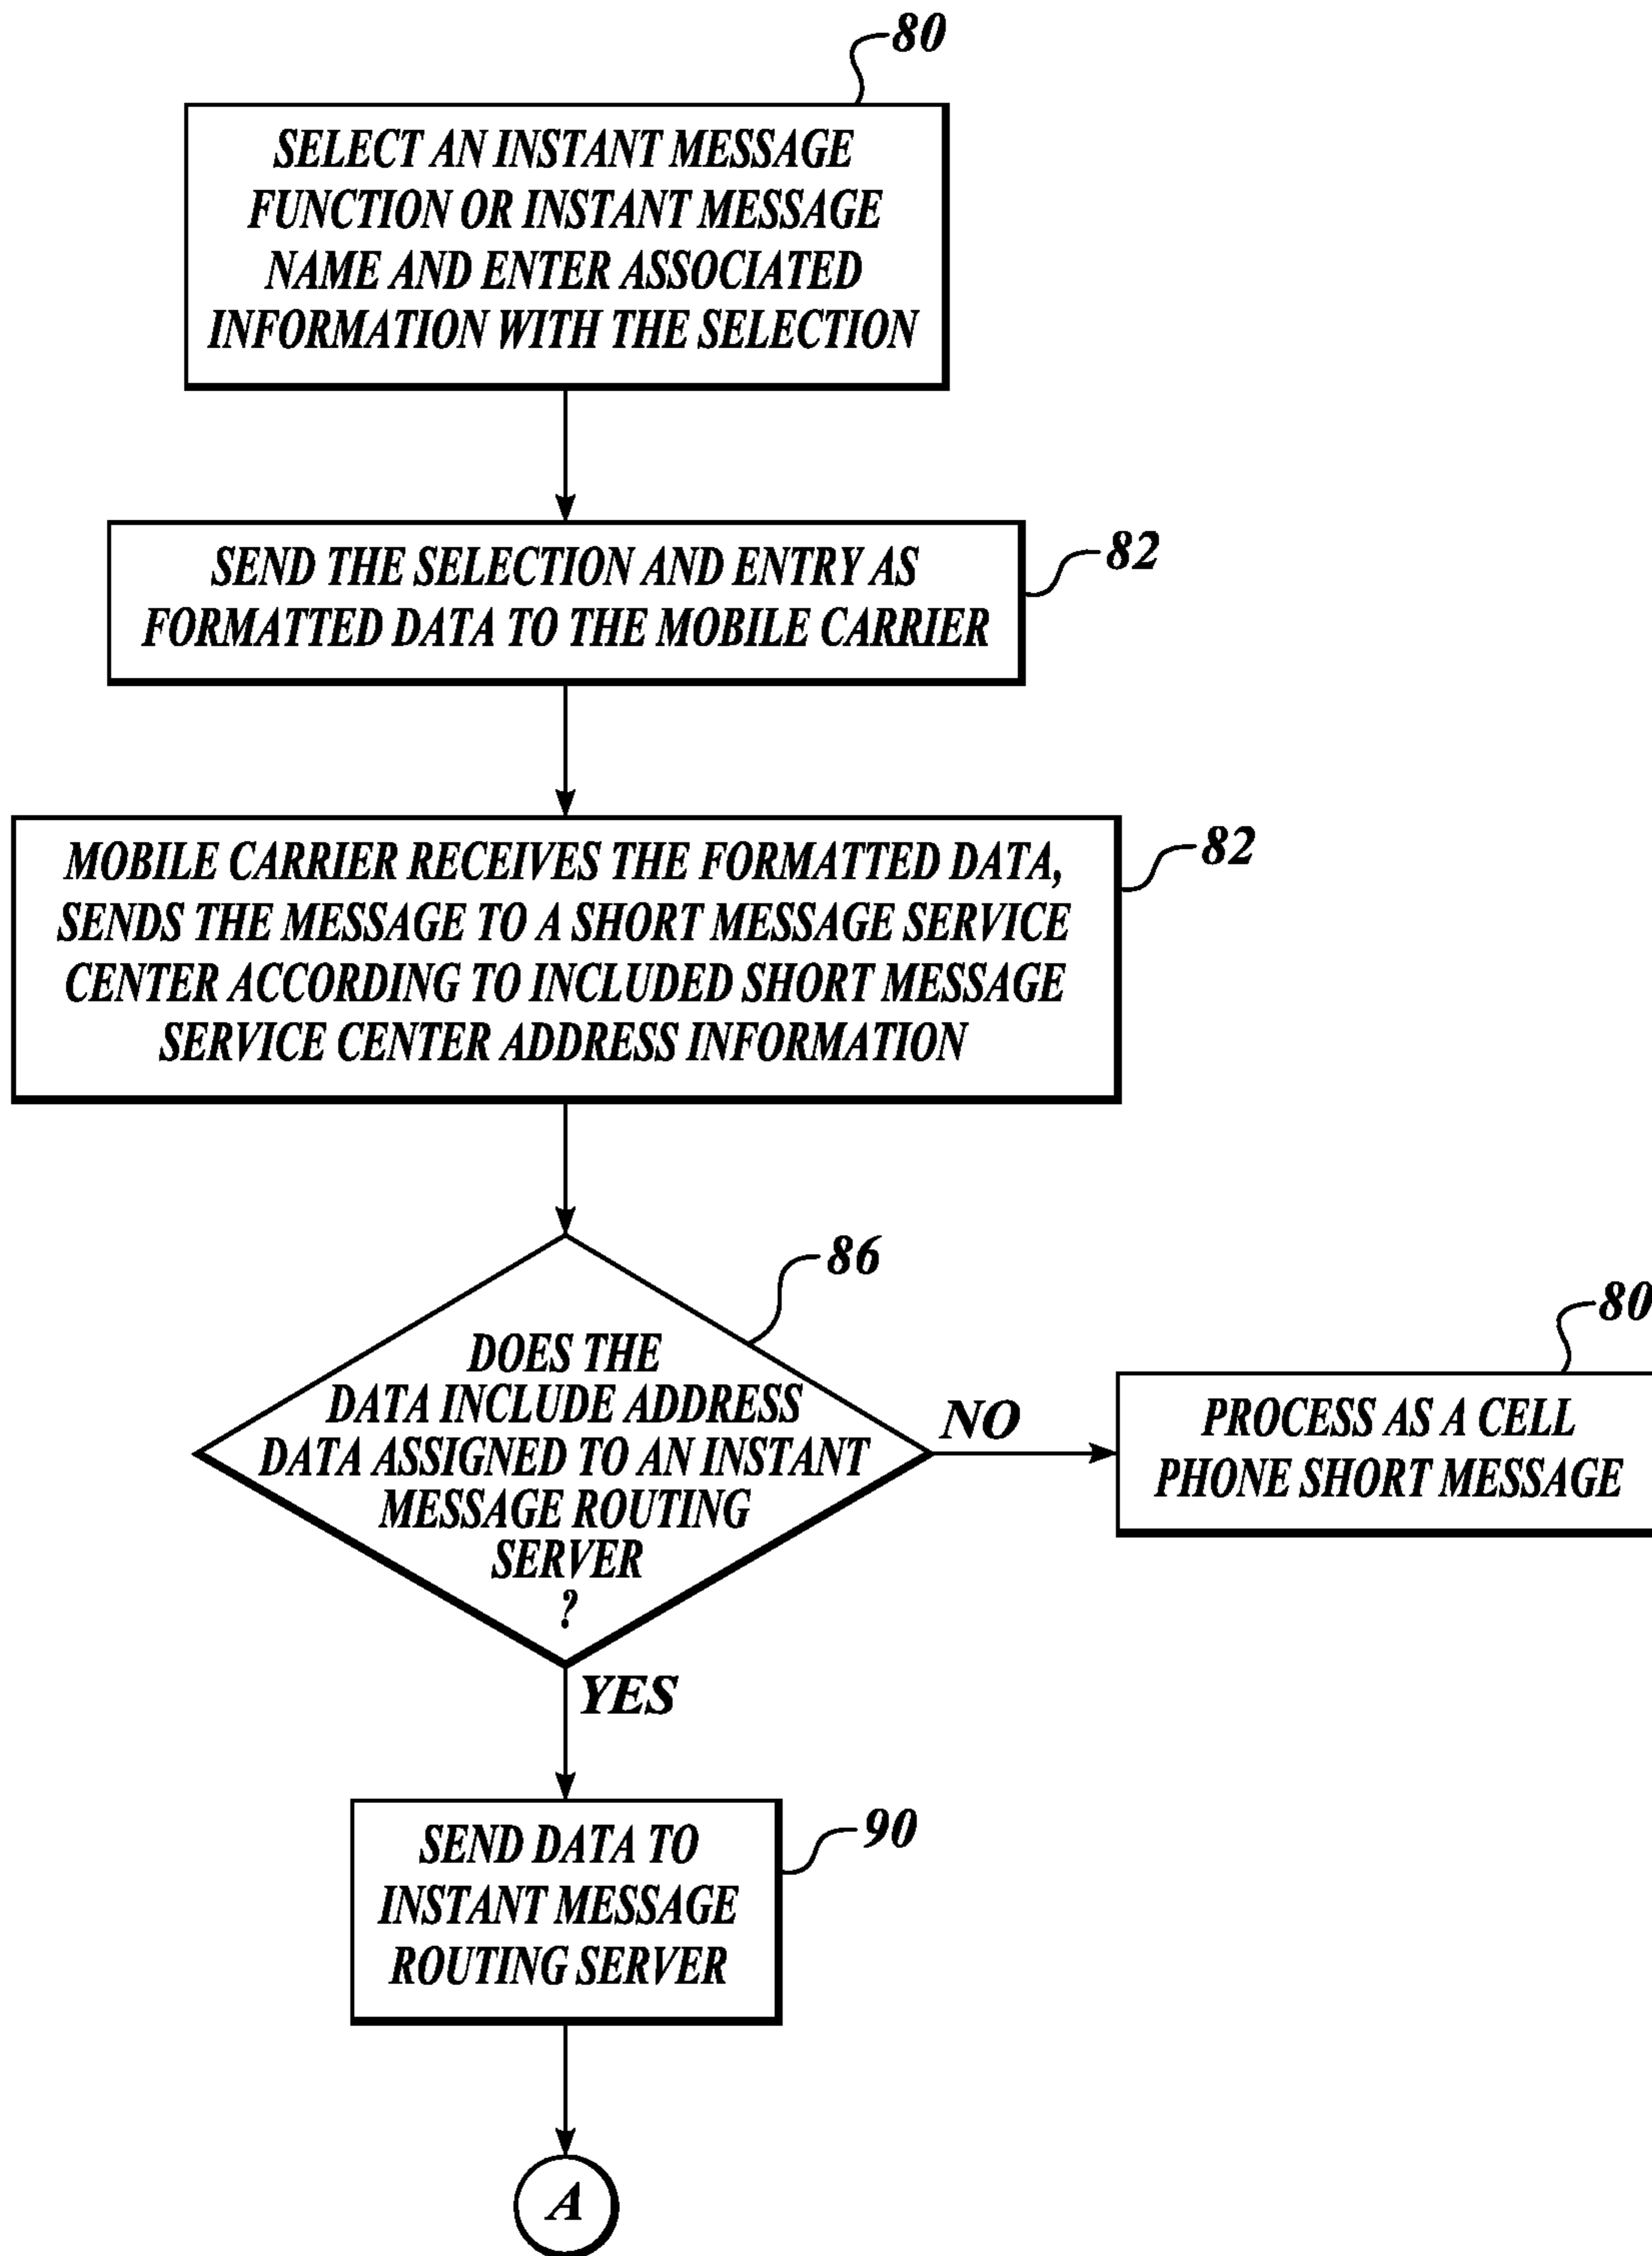 80
SELECT AN INSTANT MESSAGE
FUNCTION OR INSTANT MESSAGE
NAME AND ENTER ASSOCIATED
INFORMATION WITH THE SELECTION
SEND THE SELECTION AND ENTRY AS
FORMATTED DATA TO THE MOBILE CARRIER
82
MOBILE CARRIER RECEIVES THE FORMATTED DATA,
SENDS THE MESSAGE TO A SHORT MESSAGE SERVICE
CENTER ACCORDING TO INCLUDED SHORT MESSAGE
SERVICE CENTER ADDRESS INFORMATION
82
86
DOES THE
DATA INCLUDE ADDRESS
DATA ASSIGNED TO AN INSTANT
MESSAGE ROUTING
SERVER
?
NO
80
PROCESS AS A CELL
PHONE SHORT MESSAGE
YES
90
SEND DATA TO
INSTANT MESSAGE
ROUTING SERVER
A